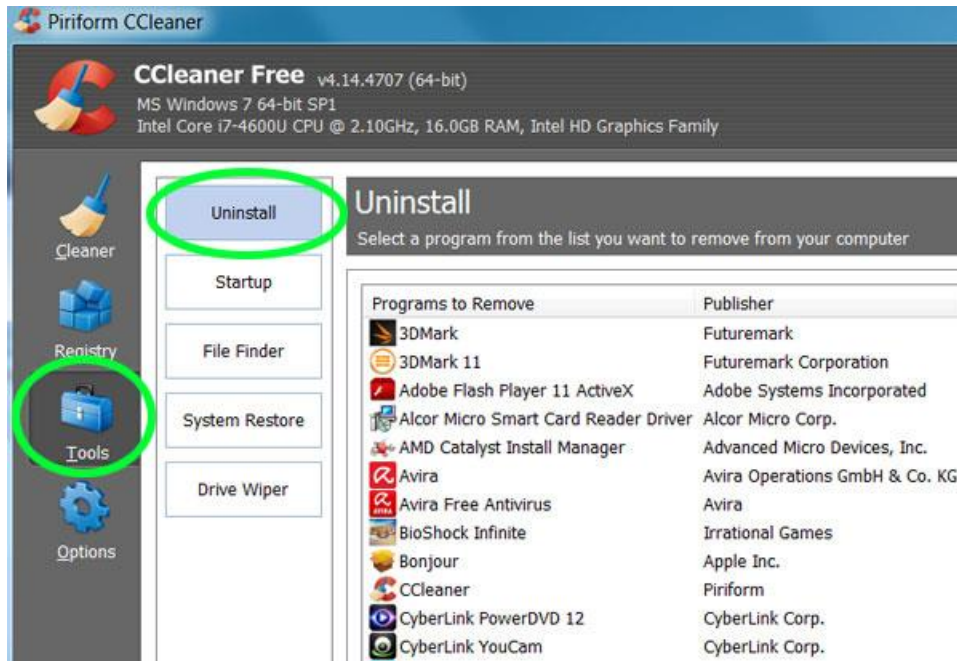 Piriform CCleaner
CCleaner Free v4.14.4707 (64-bit)
MS Windows 7 64-bit SP1
Intel Core i7-4600U CPU @ 2.10GHz, 16.0GB RAM, Intel HD Graphics Family
Cleaner
Registry
Tools
Options
Uninstall
Startup
File Finder
System Restore
Drive Wiper
Uninstall
Select a program from the list you want to remove from your computer
Programs to Remove Publisher
3DMark Futuremark
3DMark 11 Futuremark Corporation
Adobe Flash Player 11 ActiveX Adobe Systems Incorporated
Alcor Micro Smart Card Reader Driver Alcor Micro Corp.
AMD Catalyst Install Manager Advanced Micro Devices, Inc.
Avira Avira Operations GmbH & Co. KG
Avira Free Antivirus Avira
BioShock Infinite Irrational Games
Bonjour Apple Inc.
CCleaner Piriform
CyberLink PowerDVD 12 CyberLink Corp.
CyberLink YouCam CyberLink Corp.